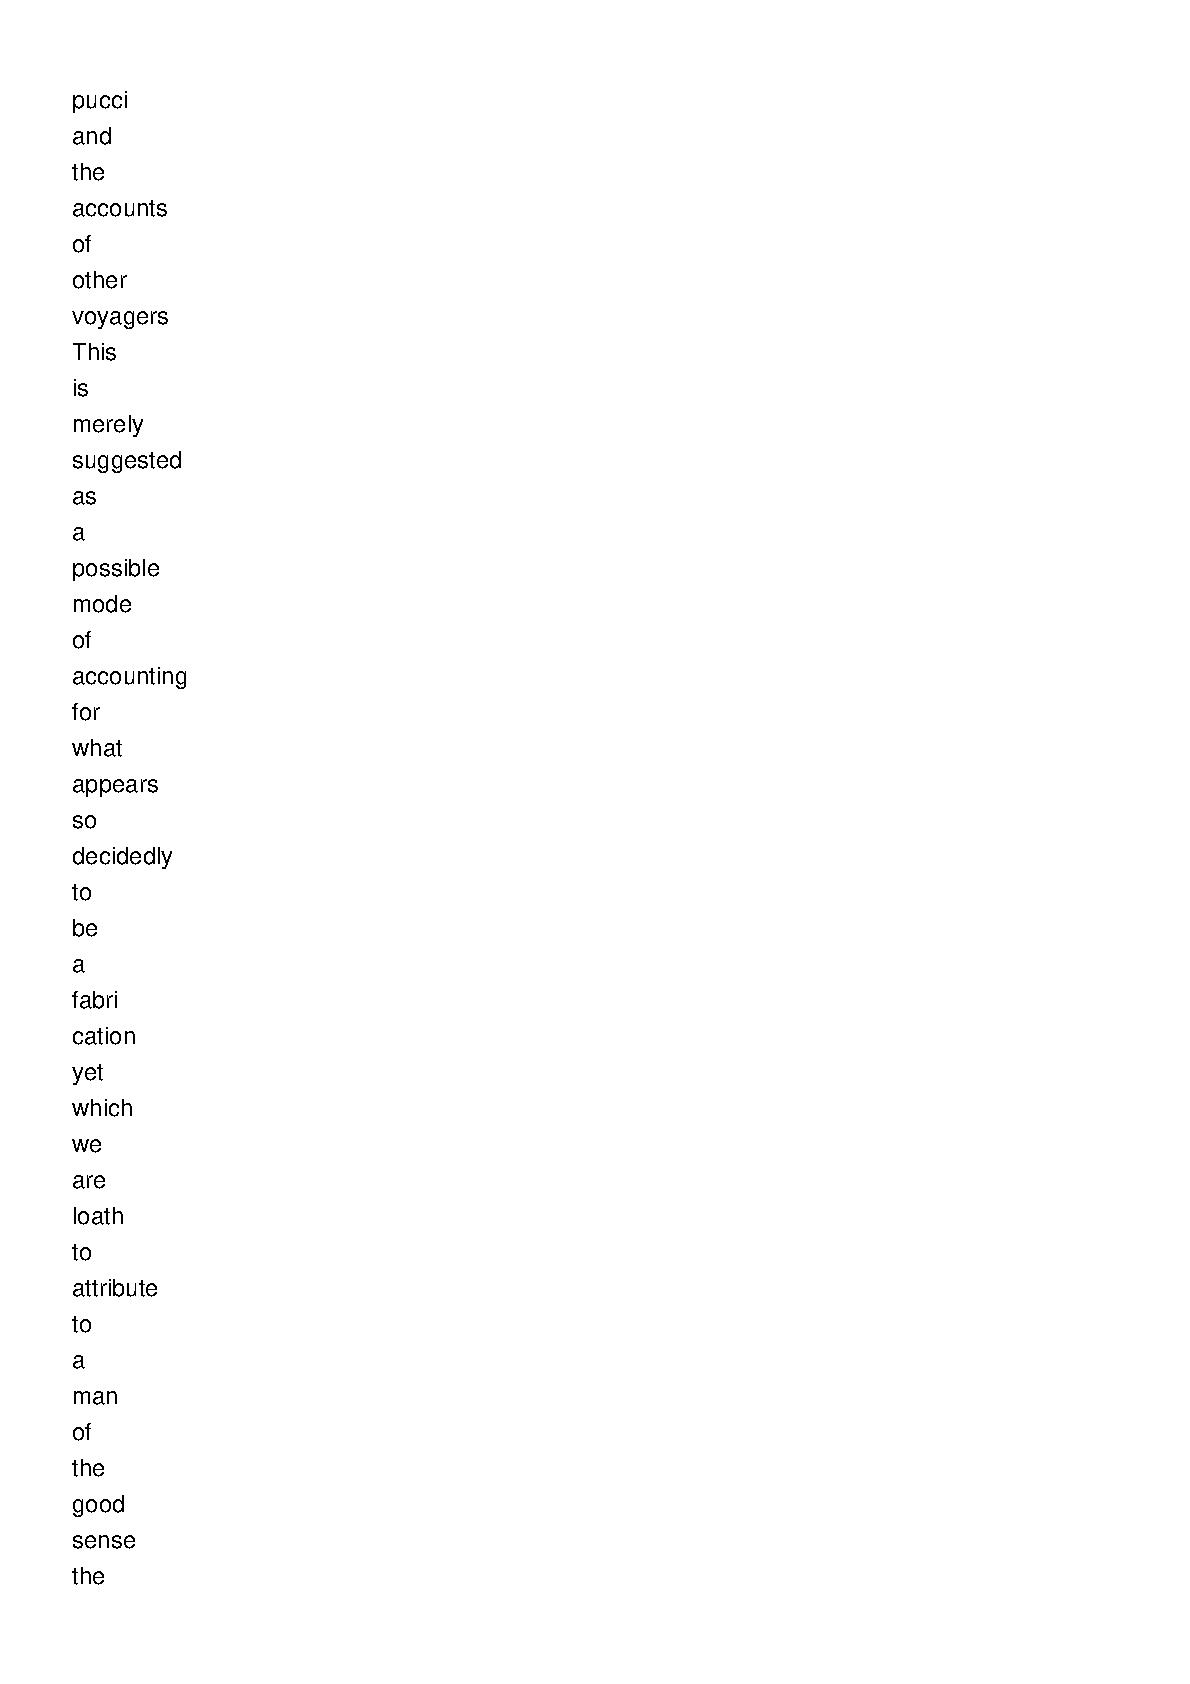 pucci
and
the
accounts
of
other
voyagers
This
is
merely
suggested
as
a
possible
mode
of
accounting
for
what
appears
so
decidedly
to
be
a
fabri
cation
yet
which
we
are
loath
to
attribute
to
a
man
of
the
good
sense
the